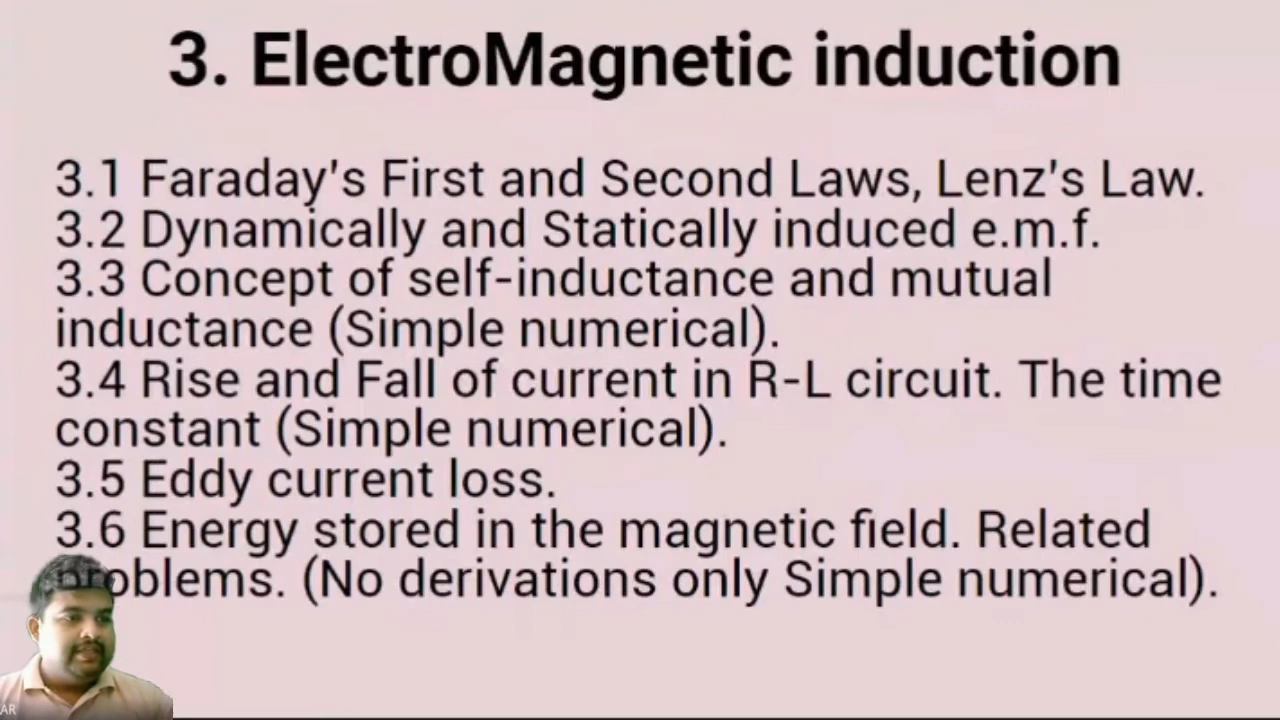 3. ElectroMagnetic induction
3.1 Faraday's First and Second Laws, Lenz's Law.
3.2 Dynamically and Statically induced e.m.f.
3.3 Concept of self-inductance and mutual
inductance (Simple numerical).
3.4 Rise and Fall of current in R-L circuit. The time
constant (Simple numerical).
3.5 Eddy current loss.
3.6 Energy stored in the magnetic field. Related
problems. (No derivations only Simple numerical).
AR